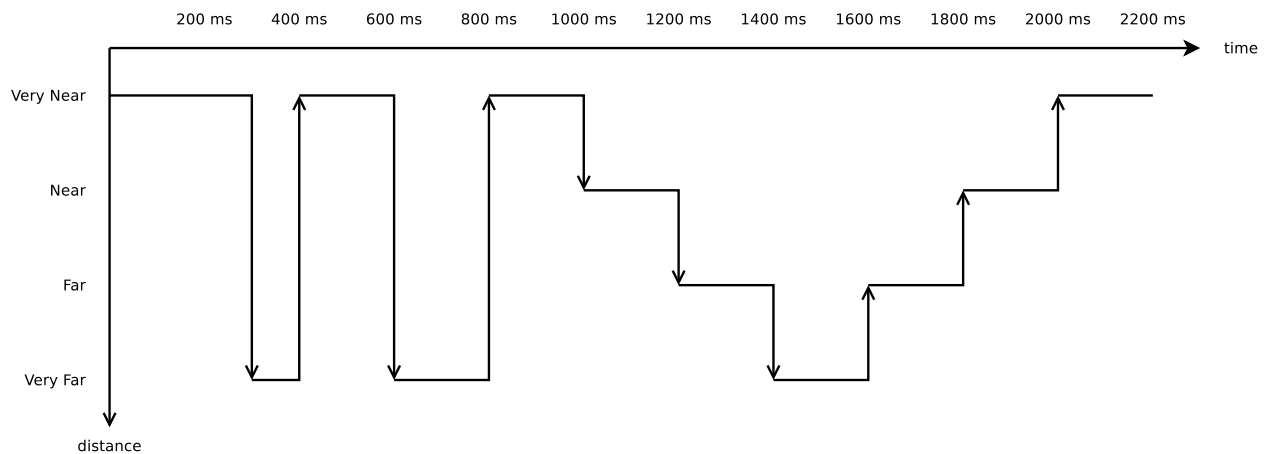 200 ms 400 ms 600 ms 800 ms 1000 ms 1200 ms 1400 ms 1600 ms 1800 ms 2000 ms 2200 ms
time
Very Near
Near
Far
Very Far
distance